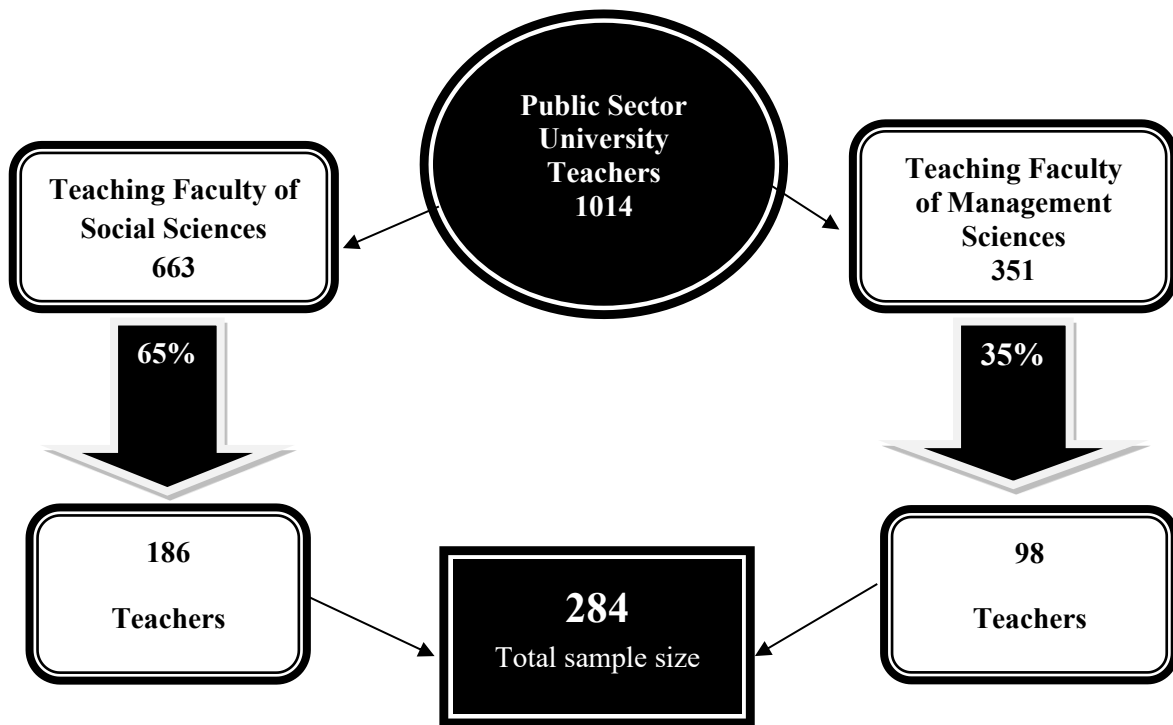 Public Sector
University
Teachers
1014
Teaching Faculty of
Social Sciences
663
Teaching Faculty
of Management
Sciences
351
65%
35%
186
Teachers
284
Total sample size
98
Teachers